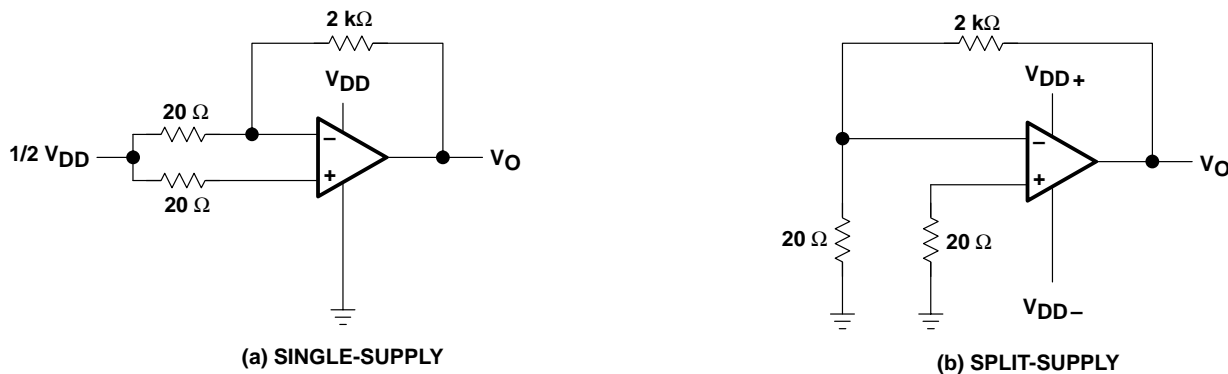 2 kΩ
VDD
20 Ω
1/2 VDD
−
+
VO
20 Ω
(a) SINGLE-SUPPLY
2 kΩ
VDD+
−
+
VO
20 Ω
20 Ω
VDD−
(b) SPLIT-SUPPLY